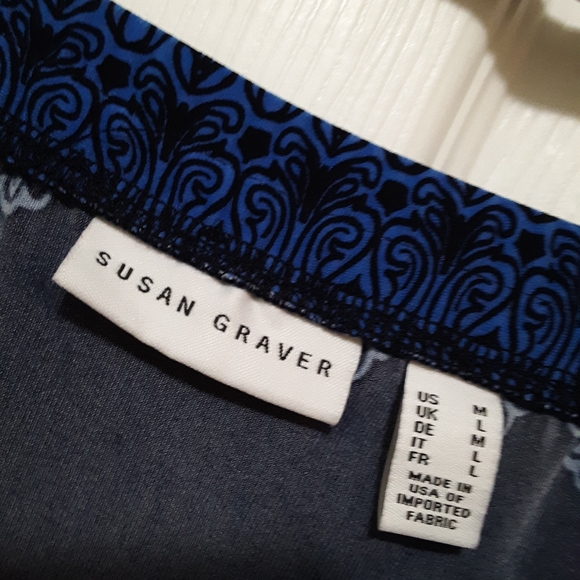 SUSAN GRAVER
US M
UK L
DE M
IT L
FR L
MADE IN
USA OF
IMPORTED
FABRIC